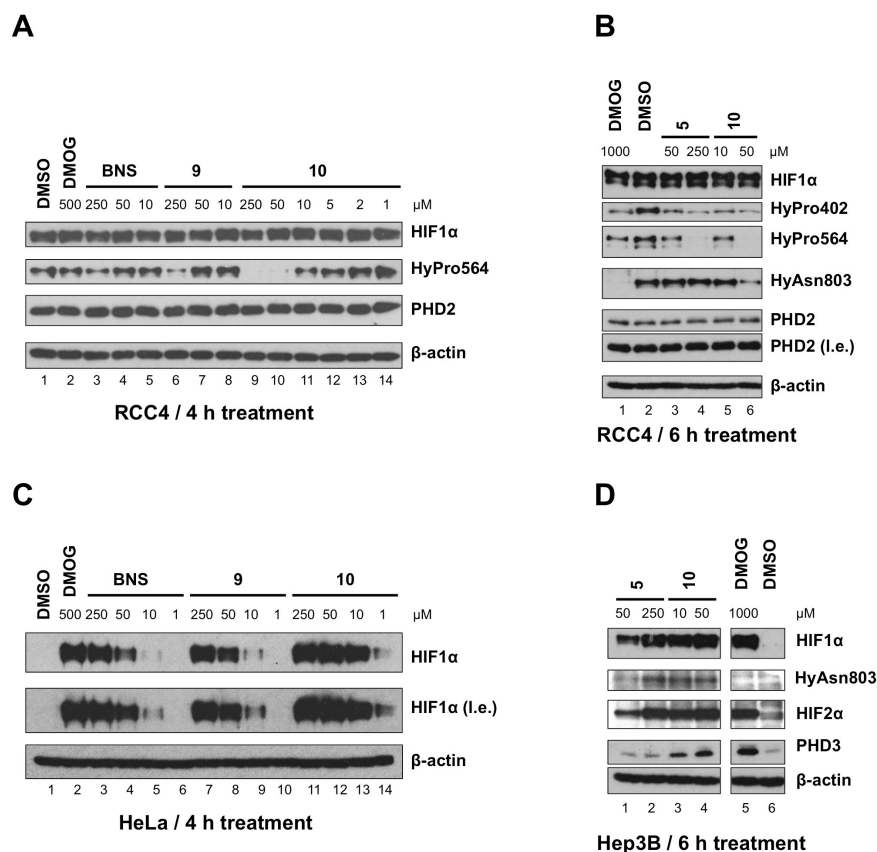 A
DMSO
DMOG
BNS
9
10
500 250 50 10 250 50 10 250 50 10 5 2 1 µM
HIF1α
HyPro564
PHD2
β-actin
1 2 3 4 5 6 7 8 9 10 11 12 13 14
RCC4 / 4 h treatment
B
DMOG
DMSO
5
10
1000 50 250 10 50 µM
HIF1α
HyPro402
HyPro564
HyAsn803
PHD2
PHD2 (l.e.)
β-actin
1 2 3 4 5 6
RCC4 / 6 h treatment
C
DMSO
DMOG
BNS
9
10
500 250 50 10 1 250 50 10 1 250 50 10 1 µM
HIF1α
HIF1α (l.e.)
β-actin
1 2 3 4 5 6 7 8 9 10 11 12 13 14
HeLa / 4 h treatment
D
5
10
DMOG
DMSO
50 250 10 50 1000 µM
HIF1α
HyAsn803
HIF2α
PHD3
β-actin
1 2 3 4 5 6
Hep3B / 6 h treatment